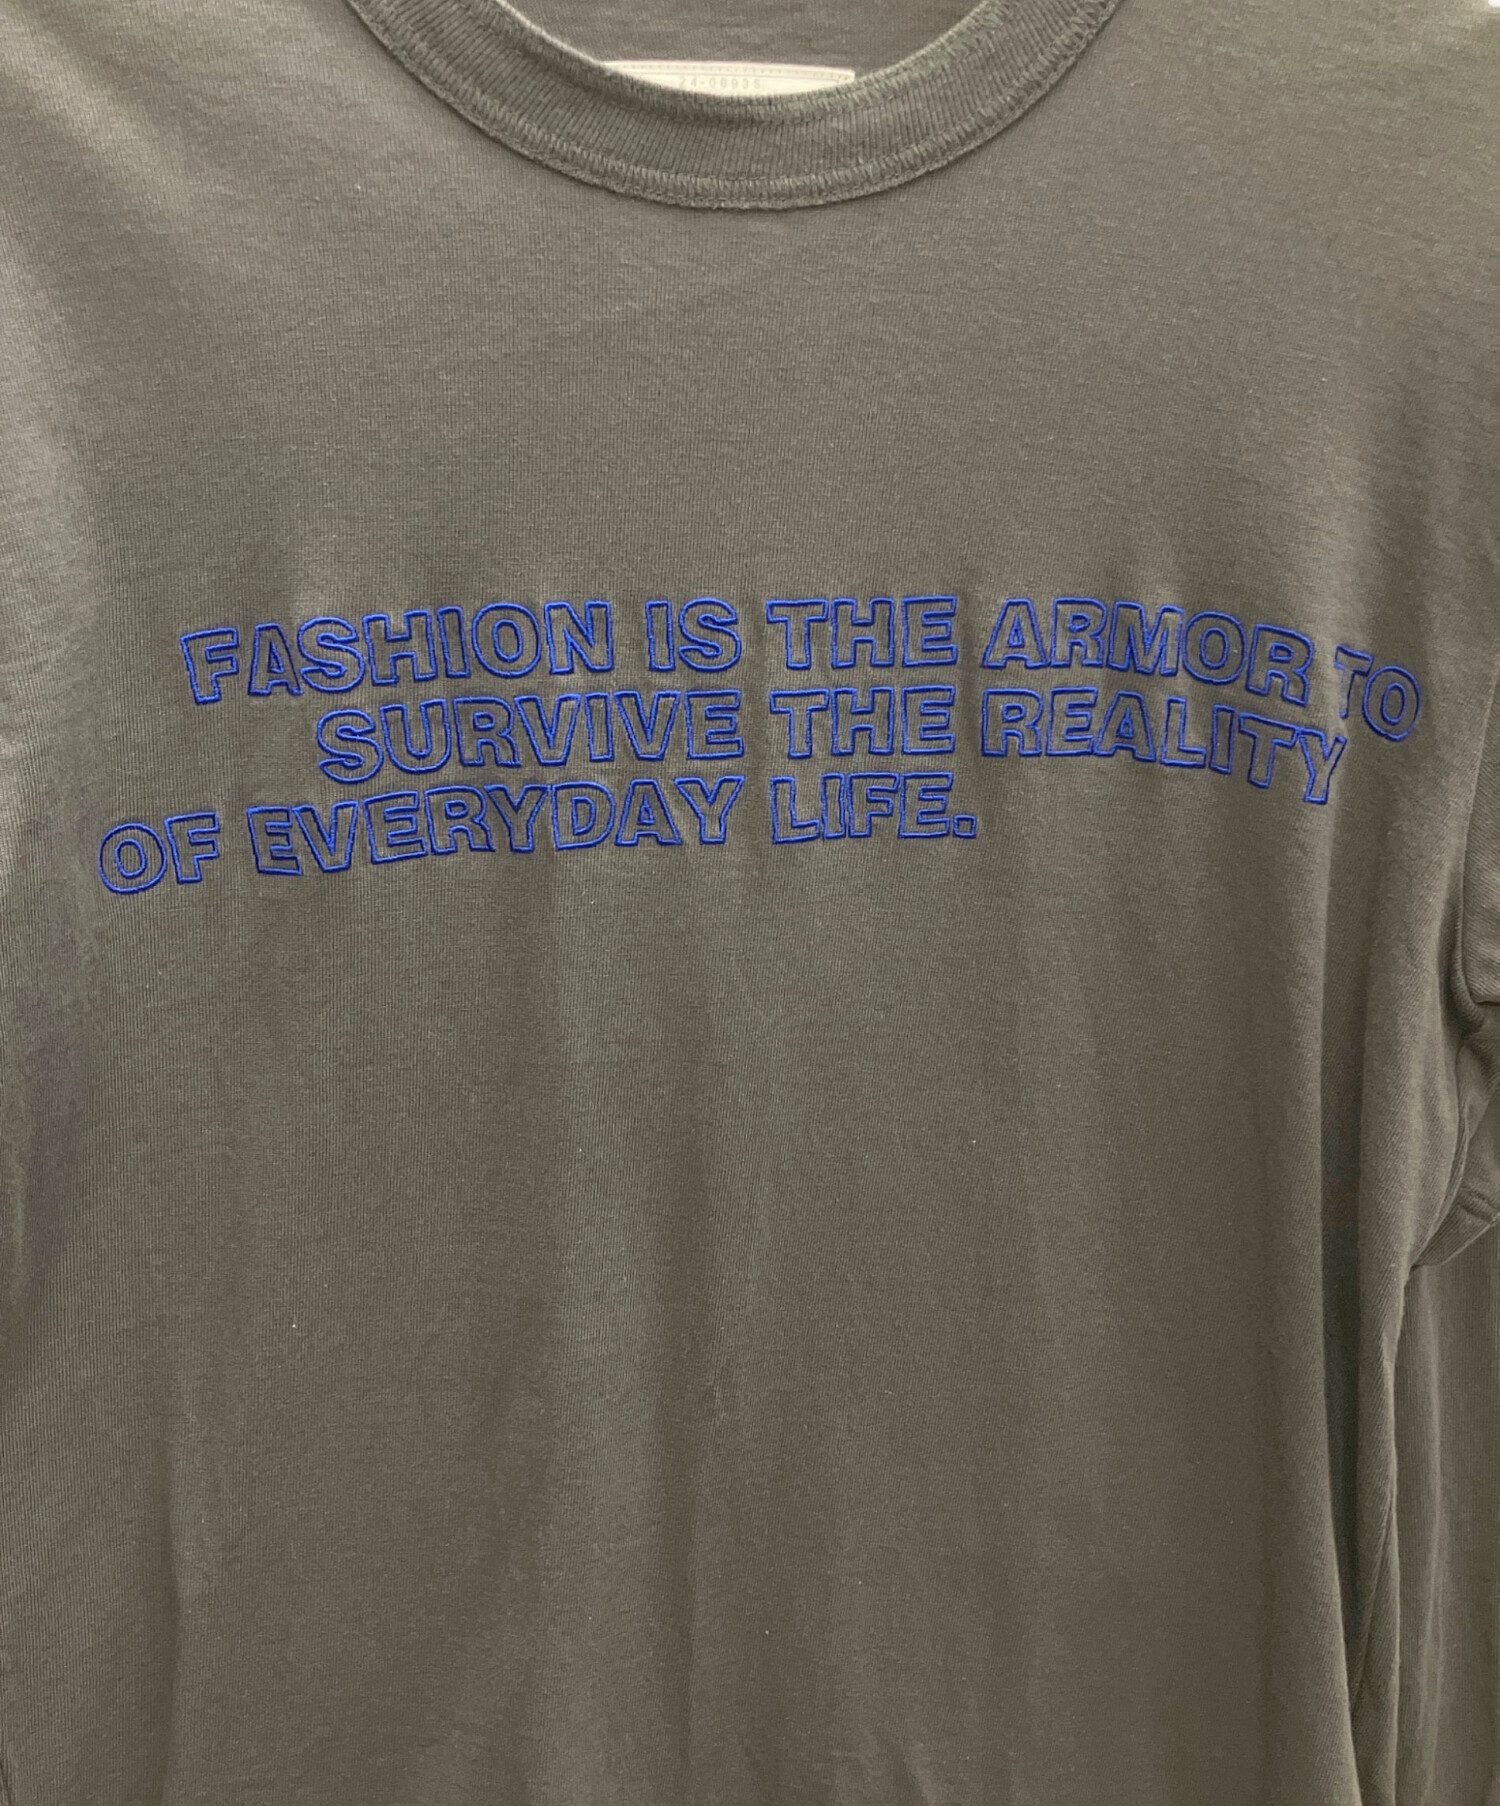 FASHION IS THE ARMOR TO
SURVIVE THE REALITY
OF EVERYDAY LIFE.